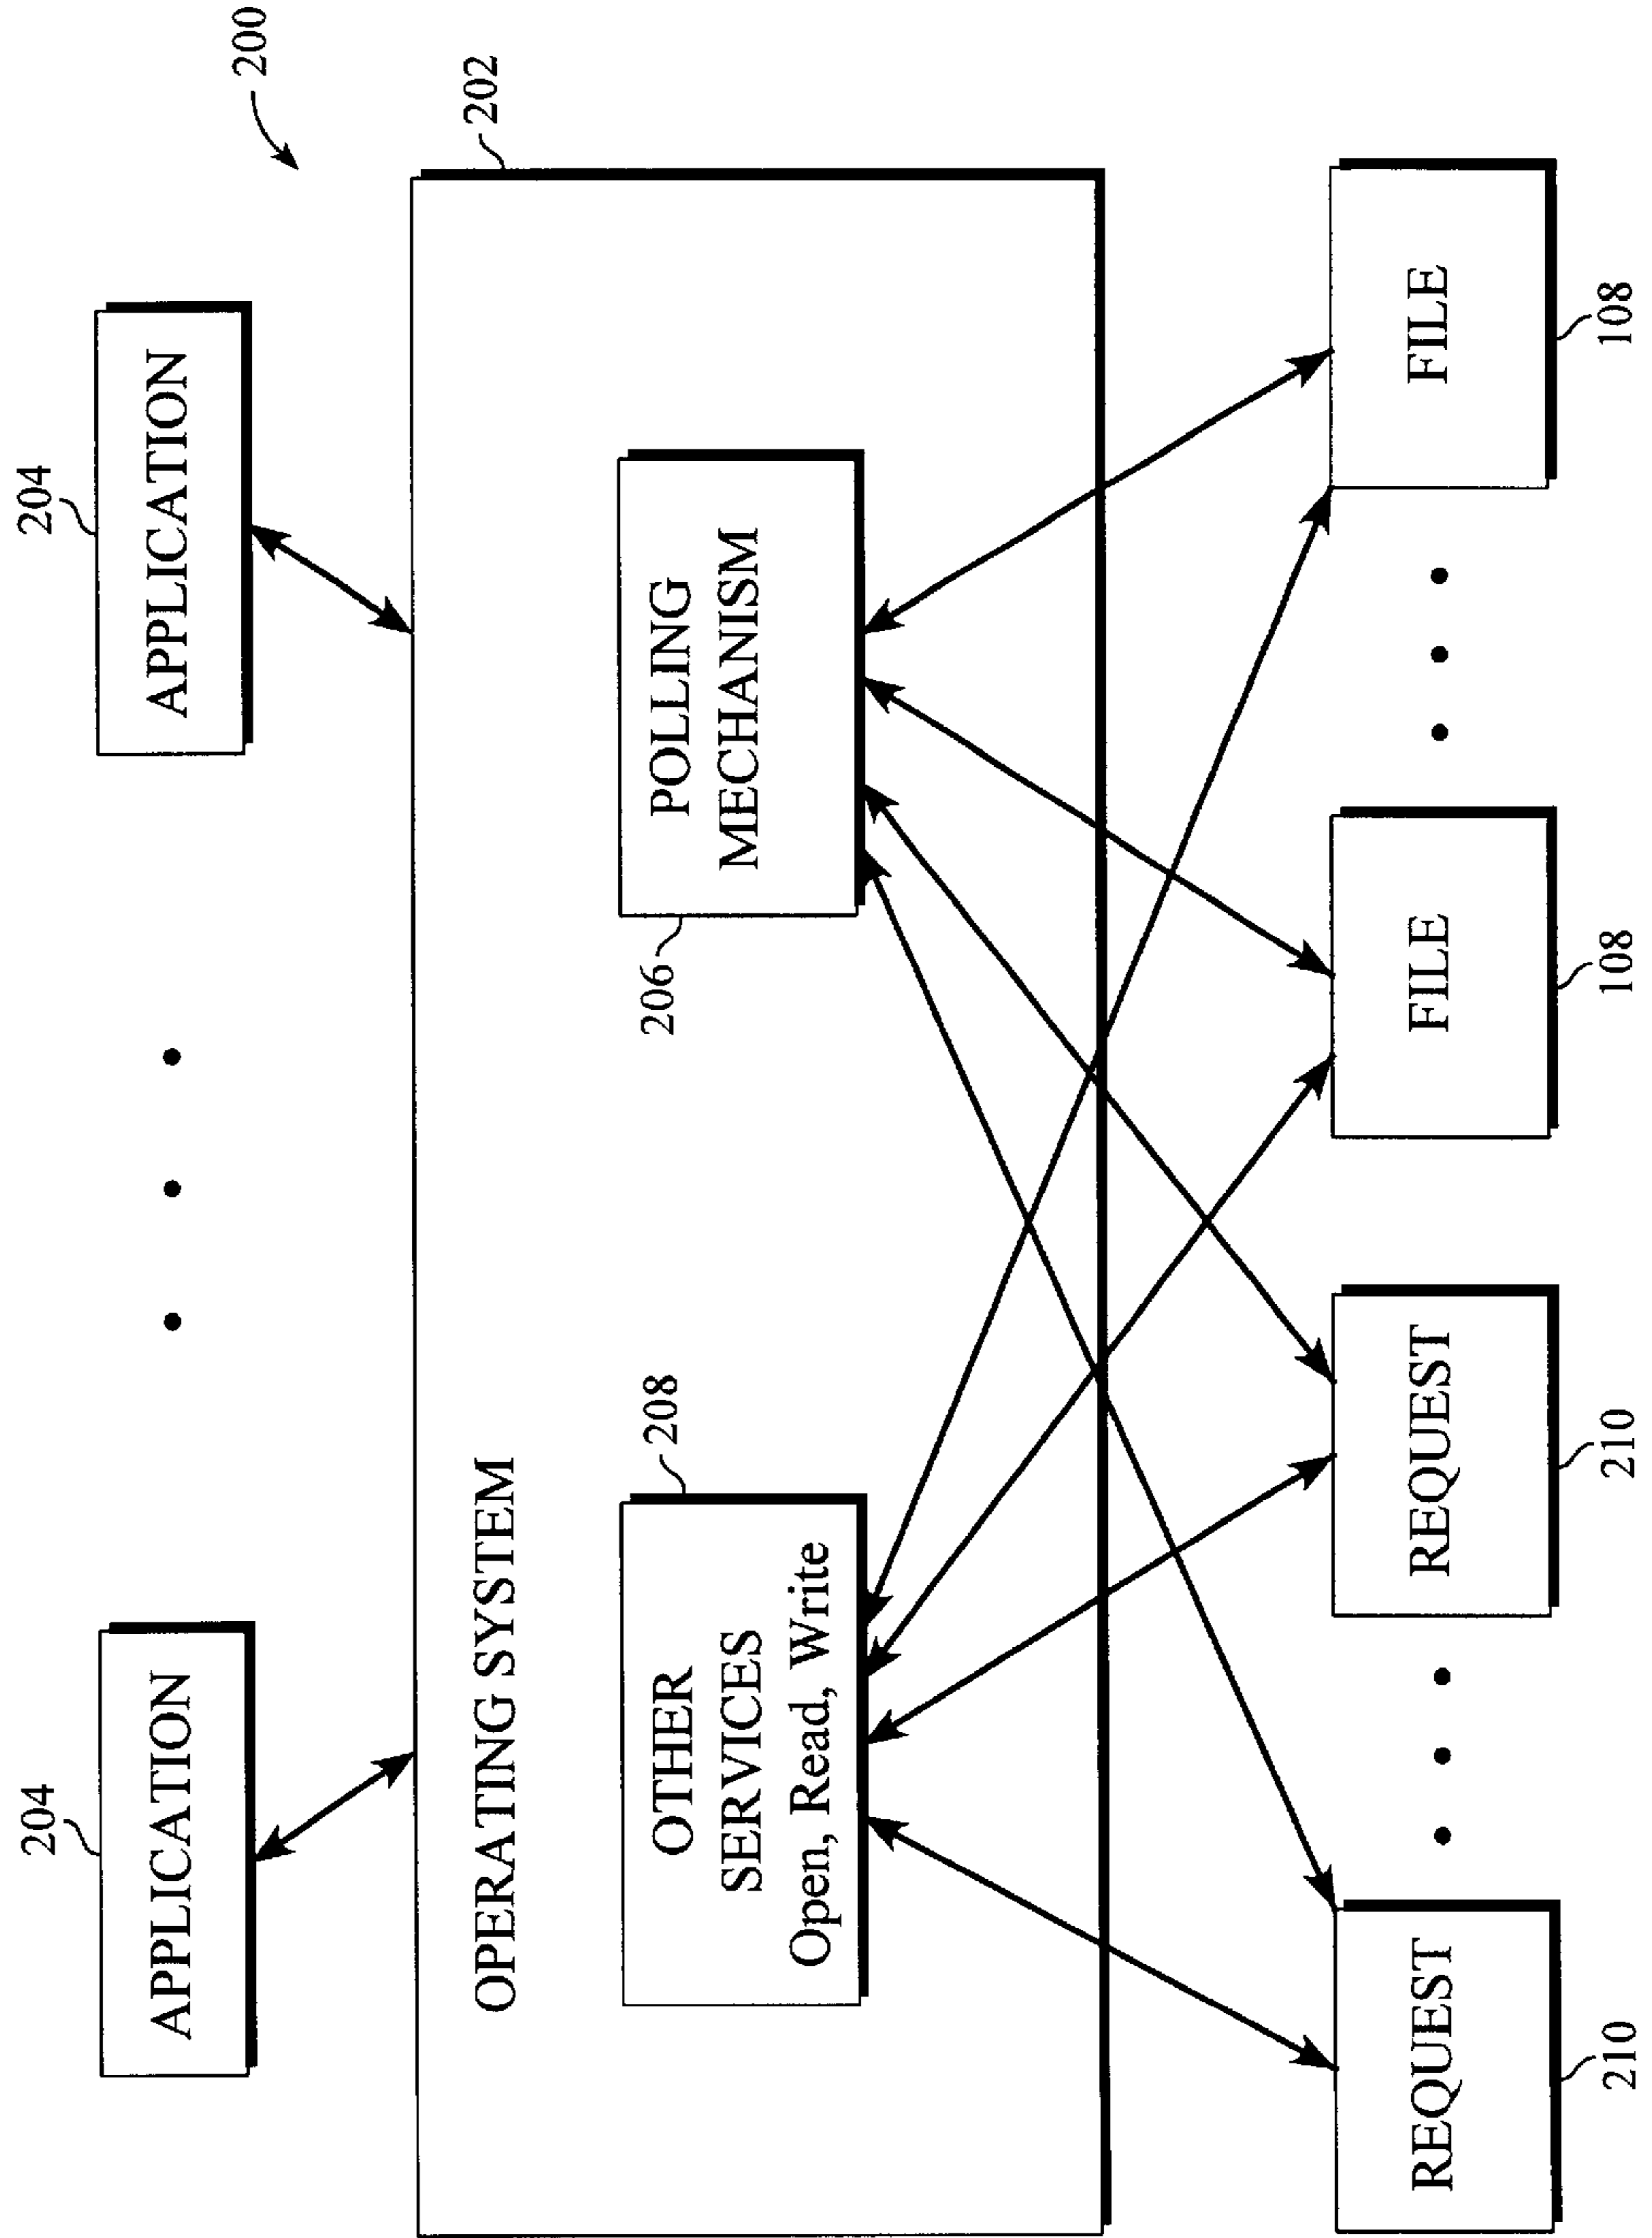 200
204
204
APPLICATION
APPLICATION
202
OPERATING SYSTEM
208
206
OTHER
SERVICES
Open, Read, Write
POLLING
MECHANISM
REQUEST
REQUEST
FILE
FILE
210
210
108
108